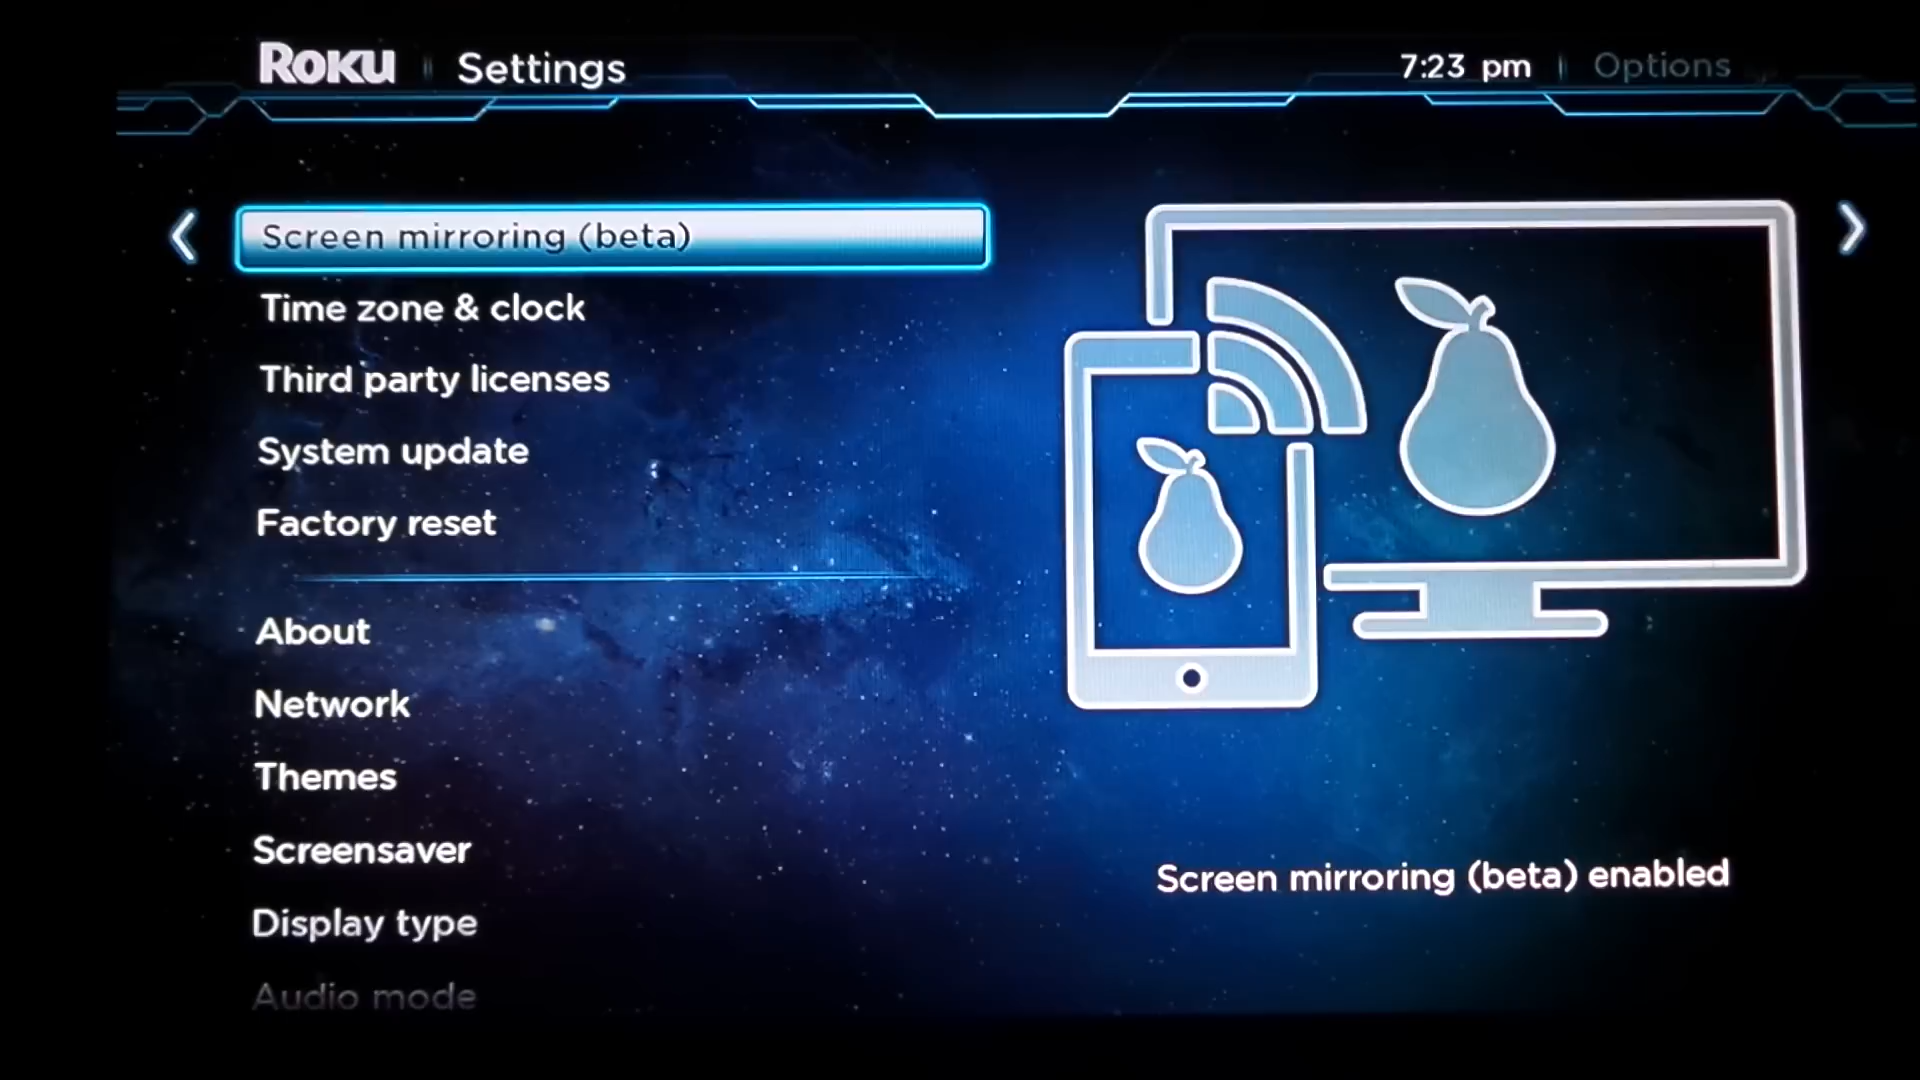 ROKU Settings 7:23 pm Options
Screen mirroring (beta)
Time zone & clock
Third party licenses
System update
Factory reset
About
Network
Themes
Screensaver
Display type
Audio mode
Screen mirroring (beta) enabled